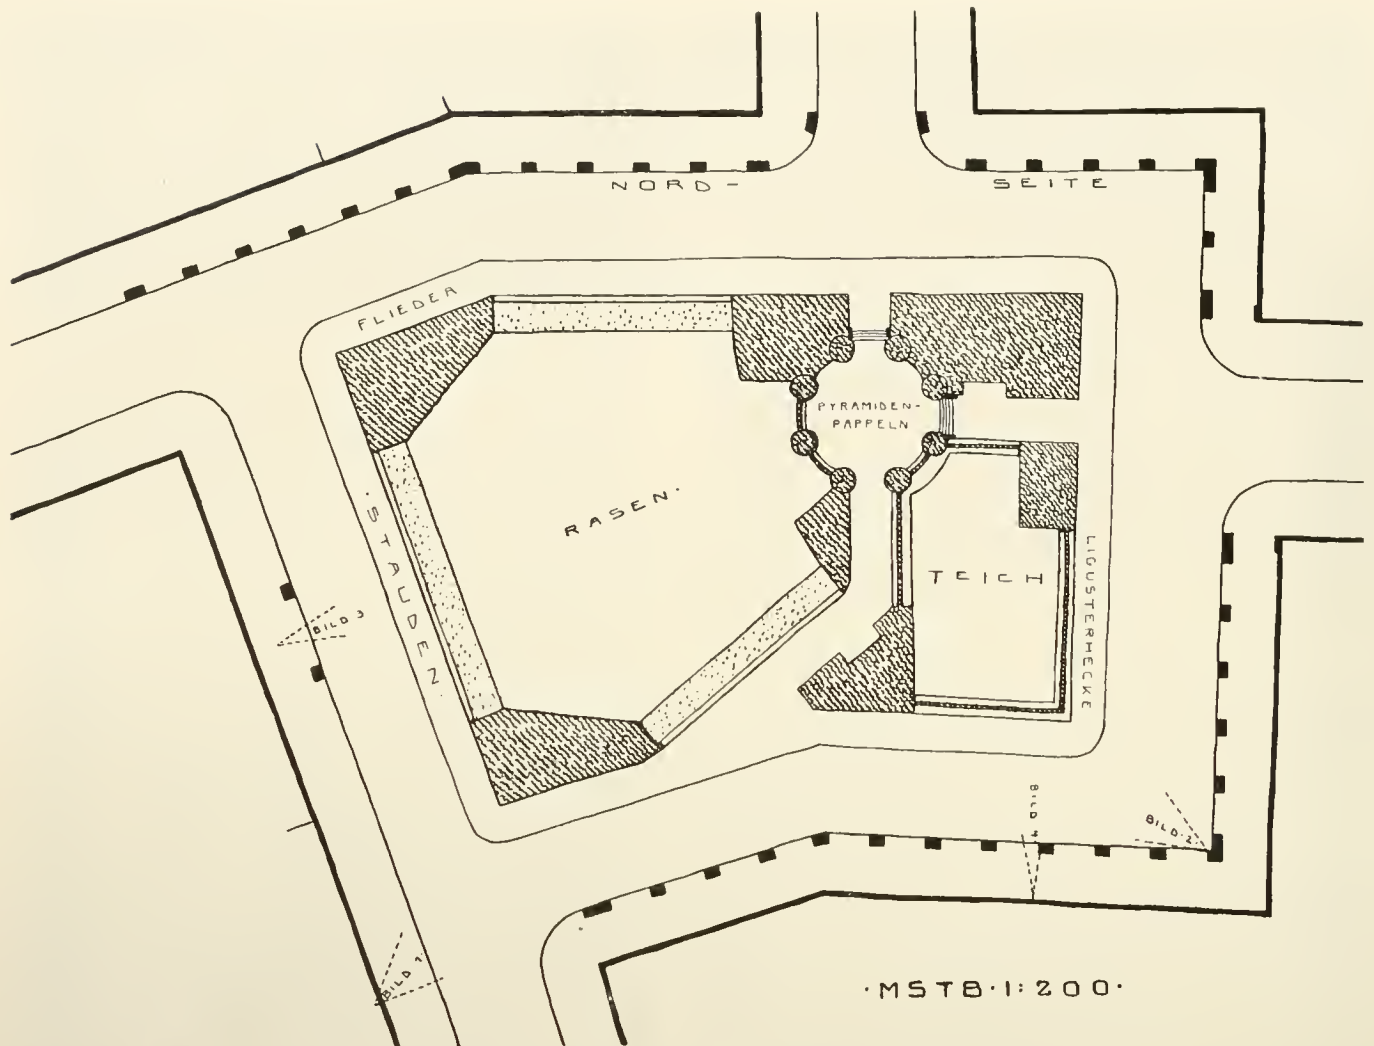 NORD-
SEITE
FLIEDER
PYRAMIDEN-
PAPPELN
RASEN.
·STAUDEN.
TEICH
LIGUSTERHECKE
BILD 3
BILD 4
BILD·2·
BILD 1·
·MSTB·1:200·